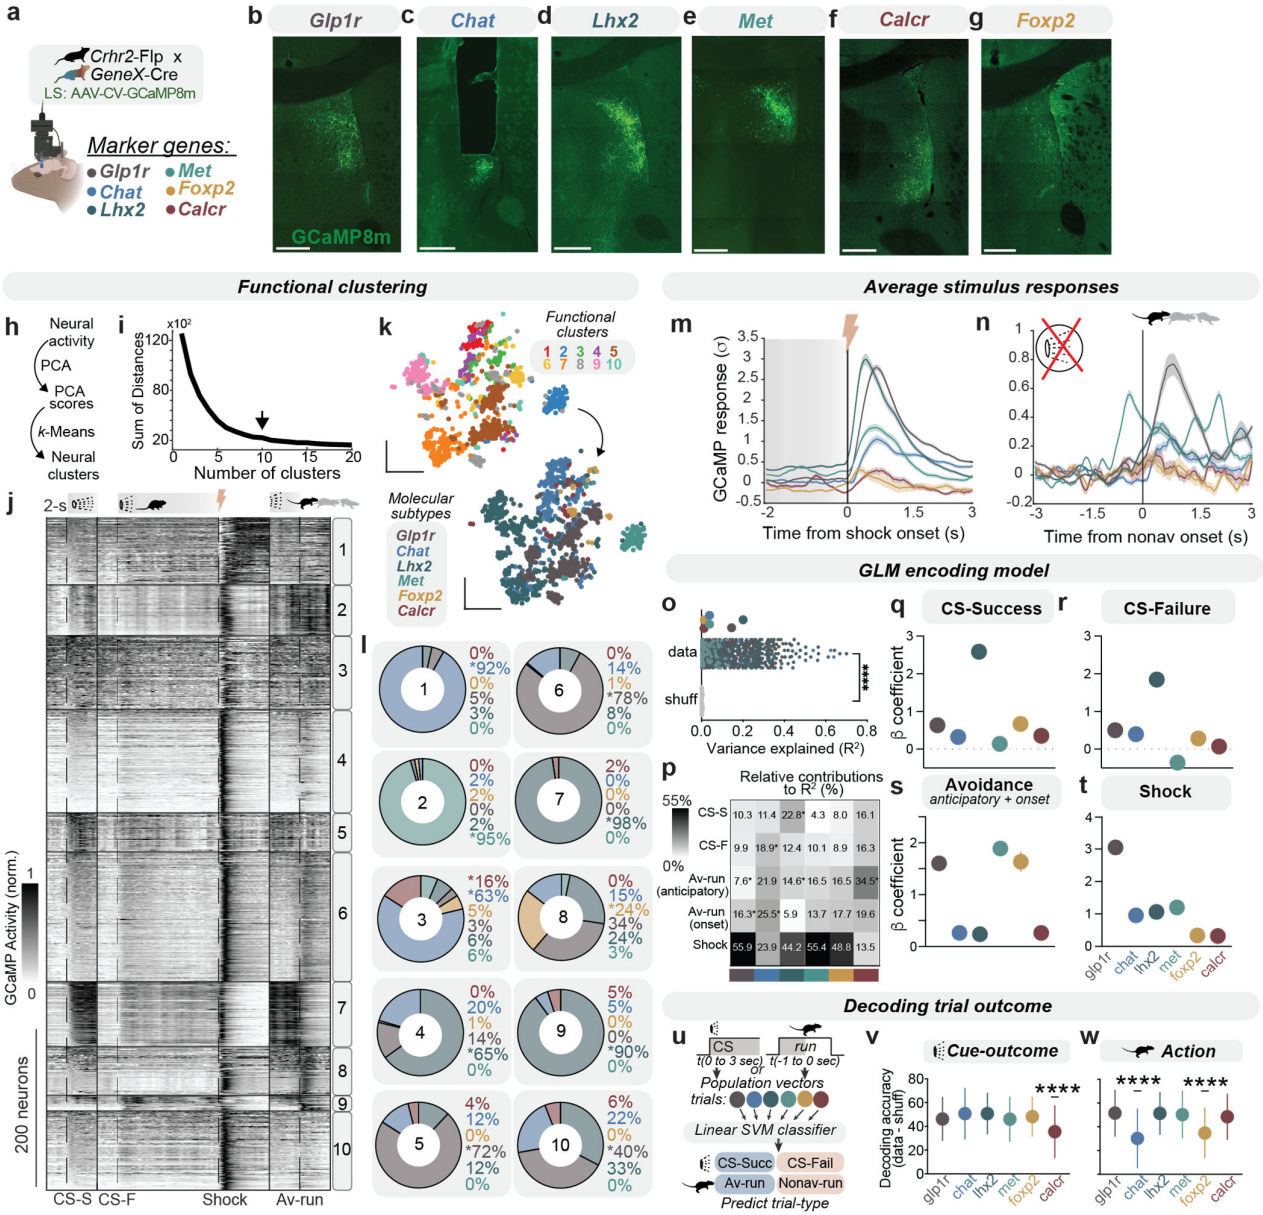 a
Crhr2-Flp x
GeneX-Cre
LS: AAV-CV-GCaMP8m
Marker genes:
Glp1r
Met
Chat
Foxp2
Lhx2
Calcr
b
Glp1r
GCaMP8m
c
Chat
d
Lhx2
e
Met
f
Calcr
g
Foxp2
Functional clustering
h
Neural
activity
PCA
PCA
scores
k-Means
Neural
clusters
i
x10²
120
80
20
Sum of Distances
0 5 10 15 20
Number of clusters
k
Functional
clusters
1 2 3 4 5
6 7 8 9 10
Molecular
subtypes
Glp1r
Chat
Lhx2
Met
Foxp2
Calcr
j
2-s
1
2
3
4
5
6
7
8
9
10
GCaMP Activity (norm.)
1
0
200 neurons
CS-S CS-F Shock Av-run
l
1
0%
*92%
0%
5%
3%
0%
6
0%
14%
1%
*78%
8%
0%
2
0%
2%
2%
0%
2%
*95%
7
2%
0%
0%
0%
*98%
0%
3
*16%
*63%
5%
3%
6%
6%
8
0%
15%
*24%
34%
24%
3%
4
0%
20%
1%
14%
*65%
0%
9
5%
5%
0%
0%
*90%
0%
5
4%
12%
0%
*72%
12%
0%
10
6%
22%
0%
*40%
33%
0%
Average stimulus responses
m
GCaMP response (σ)
3.5
3
2.5
2
1.5
1
0.5
0
-0.5
-2 -1 0 1 2 3
Time from shock onset (s)
n
1
0.8
0.6
0.4
0.2
0
-0.2
-3 -1.5 0 1.5 3
Time from nonav onset (s)
GLM encoding model
o
data
shuff
****
0.0 0.2 0.4 0.6 0.8
Variance explained (R²)
p
Relative contributions
to R² (%)
55%
0%
CS-S 10.3 11.4 22.8* 4.3 8.0 16.1
CS-F 9.9 18.9* 12.4 10.1 8.9 16.3
Av-run
(anticipatory)
7.6* 21.9 14.6* 16.5 16.5 34.5*
Av-run
(onset)
16.3* 25.5* 5.9 13.7 17.7 19.6
Shock 55.9 23.9 44.2 55.4 48.8 13.5
q
CS-Success
β coefficient
3
2
1
0
r
CS-Failure
3
2
1
0
s
Avoidance
anticipatory + onset
β coefficient
2
1
0
t
Shock
4
3
2
1
0
glp1r
chat
lhx2
met
foxp2
calcr
Decoding trial outcome
u
CS
run
t(0 to 3 sec)
or
t(-1 to 0 sec)
Population vectors
trials:
Linear SVM classifier
CS-Succ
CS-Fail
Av-run
Nonav-run
Predict trial-type
v
Cue-outcome
Decoding accuracy
(data - shuff)
80
60
40
20
0
****
glp1r
chat
lhx2
met
foxp2
calcr
w
Action
****
****
glp1r
chat
lhx2
met
foxp2
calcr